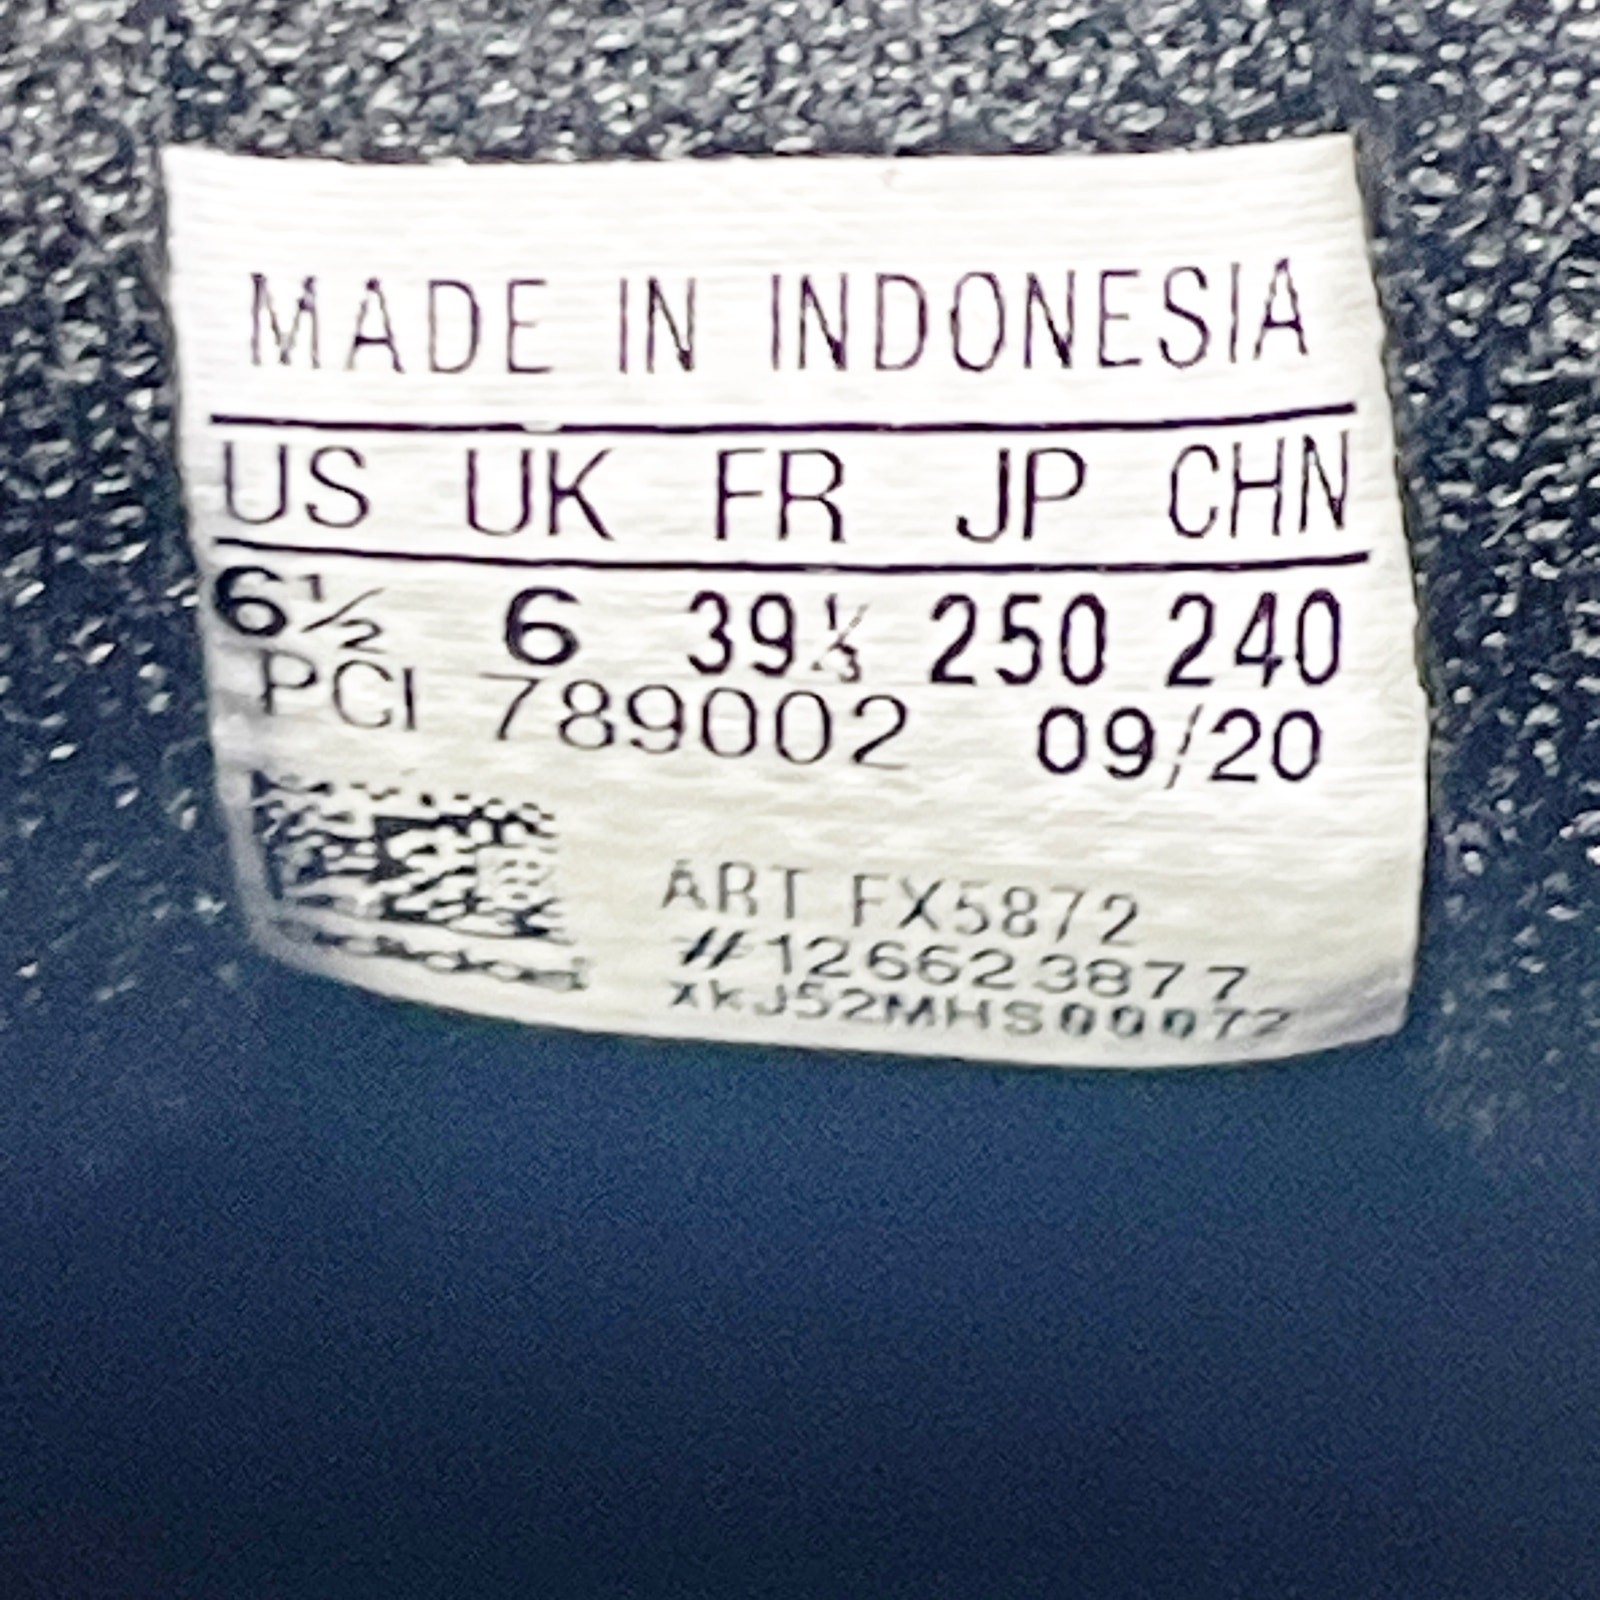 MADE IN INDONESIA
US UK FR JP CHN
6½ 6 39⅓ 250 240
PCI 789002 09/20
ART FX5872
#126623877
XKJ52MHS00072